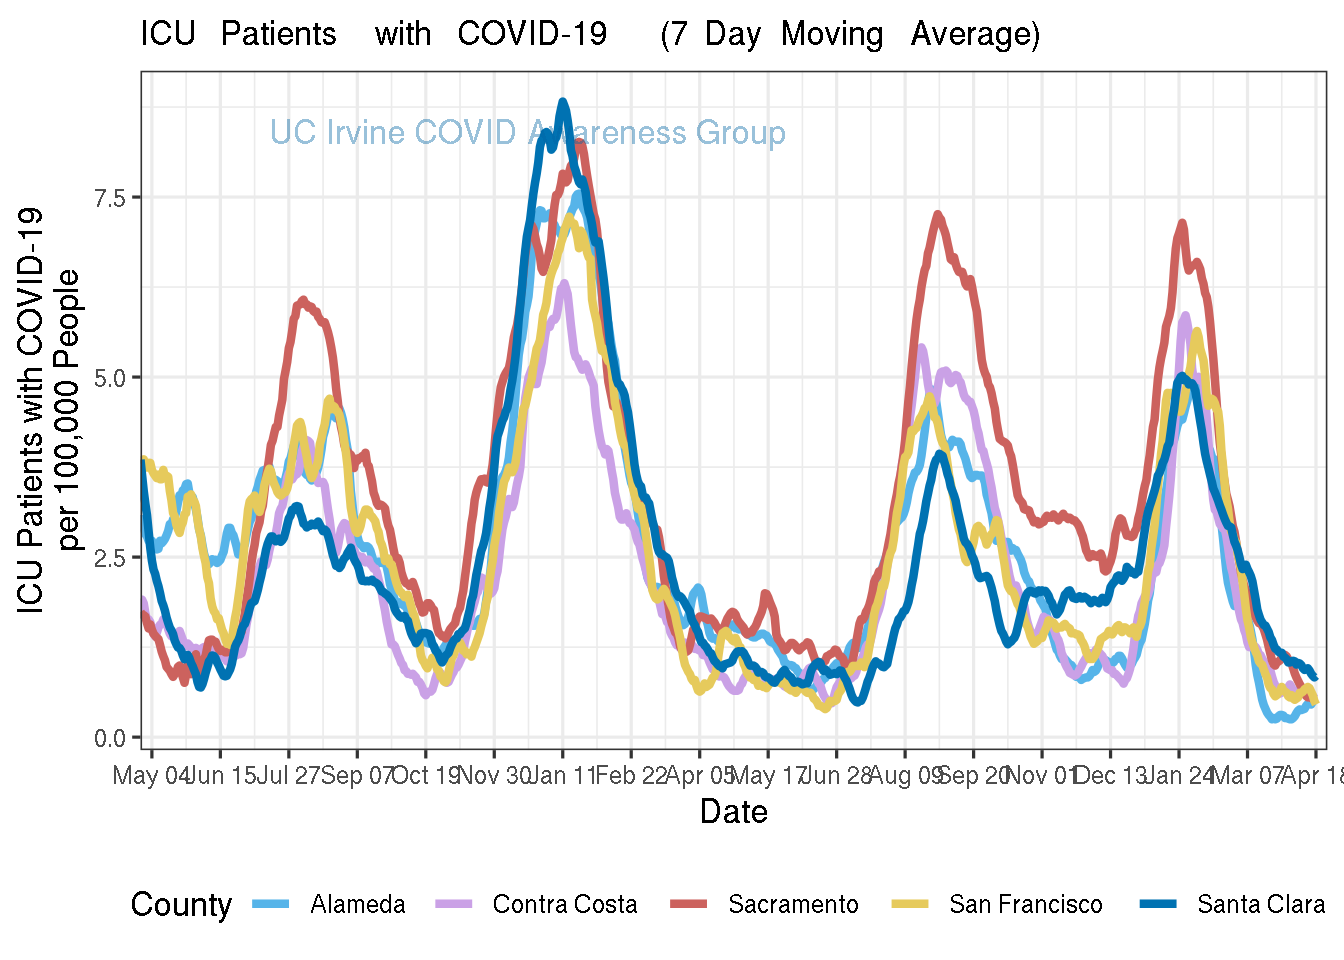 ICU Patients with COVID-19 (7 Day Moving Average)
UC Irvine COVID Awareness Group
ICU Patients with COVID-19
per 100,000 People
7.5
5.0
2.5
0.0
May 04 Jun 15 Jul 27 Sep 07 Oct 19 Nov 30 Jan 11 Feb 22 Apr 05 May 17 Jun 28 Aug 09 Sep 20 Nov 01 Dec 13 Jan 24 Mar 07 Apr 18
Date
County Alameda Contra Costa Sacramento San Francisco Santa Clara